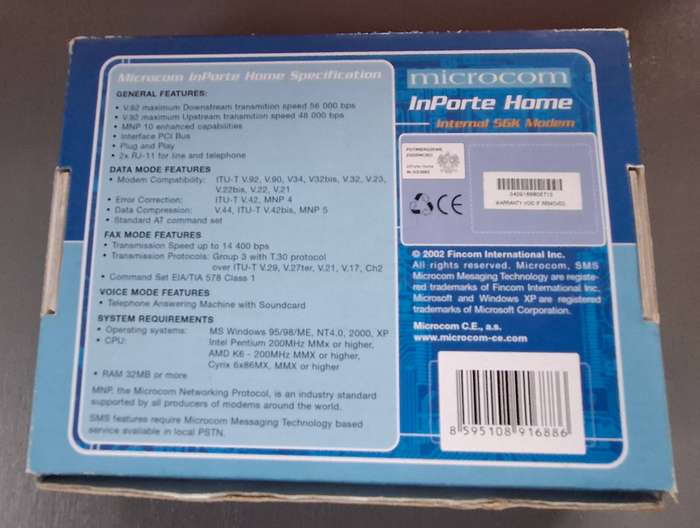 Microcom InPorte Home Specification
GENERAL FEATURES:
• V.92 maximum Downstream transmition speed 56 000 bps
• V.92 maximum Upstream transmition speed 48 000 bps
• MNP 10 enhanced capabilities
• Interface PCI Bus
• Plug and Play
• 2x RJ-11 for line and telephone
DATA MODE FEATURES
• Modem Compatibility: ITU-T V.92, V.90, V34, V32bis, V.32, V.23,
V.22bis, V.22, V.21
• Error Correction: ITU-T V.42, MNP 4
• Data Compression: V.44, ITU-T V.42bis, MNP 5
• Standard AT command set
FAX MODE FEATURES
• Transmission Speed up to 14 400 bps
• Transmission Protocols: Group 3 with T.30 protocol
over ITU-T V.29, V.27ter, V.21, V.17, Ch2
• Command Set EIA/TIA 578 Class 1
VOICE MODE FEATURES
• Telephone Answering Machine with Soundcard
SYSTEM REQUIREMENTS
• Operating systems: MS Windows 95/98/ME, NT4.0, 2000, XP
• CPU: Intel Pentium 200MHz MMx or higher,
AMD K6 - 200MHz MMX or higher,
Cyrix 6x86MX, MMX or higher
• RAM 32MB or more
MNP, the Microcom Networking Protocol, is an industry standard
supported by all producers of modems around the world.
SMS features require Microcom Messaging Technology based
service available in local PSTN.
microcom
InPorte Home
Internal 56K Modem
WARRANTY VOID IF REMOVED
CE
© 2002 Fincom International Inc.
All rights reserved. Microcom, SMS
Microcom Mesaging Technology are registe-
red trademarks of Fincom International Inc.
Microsoft and Windows XP are registered
trademarks of Microsoft Corporation.
Microcom C.E., a.s.
www.microcom-ce.com
8 595108 916886